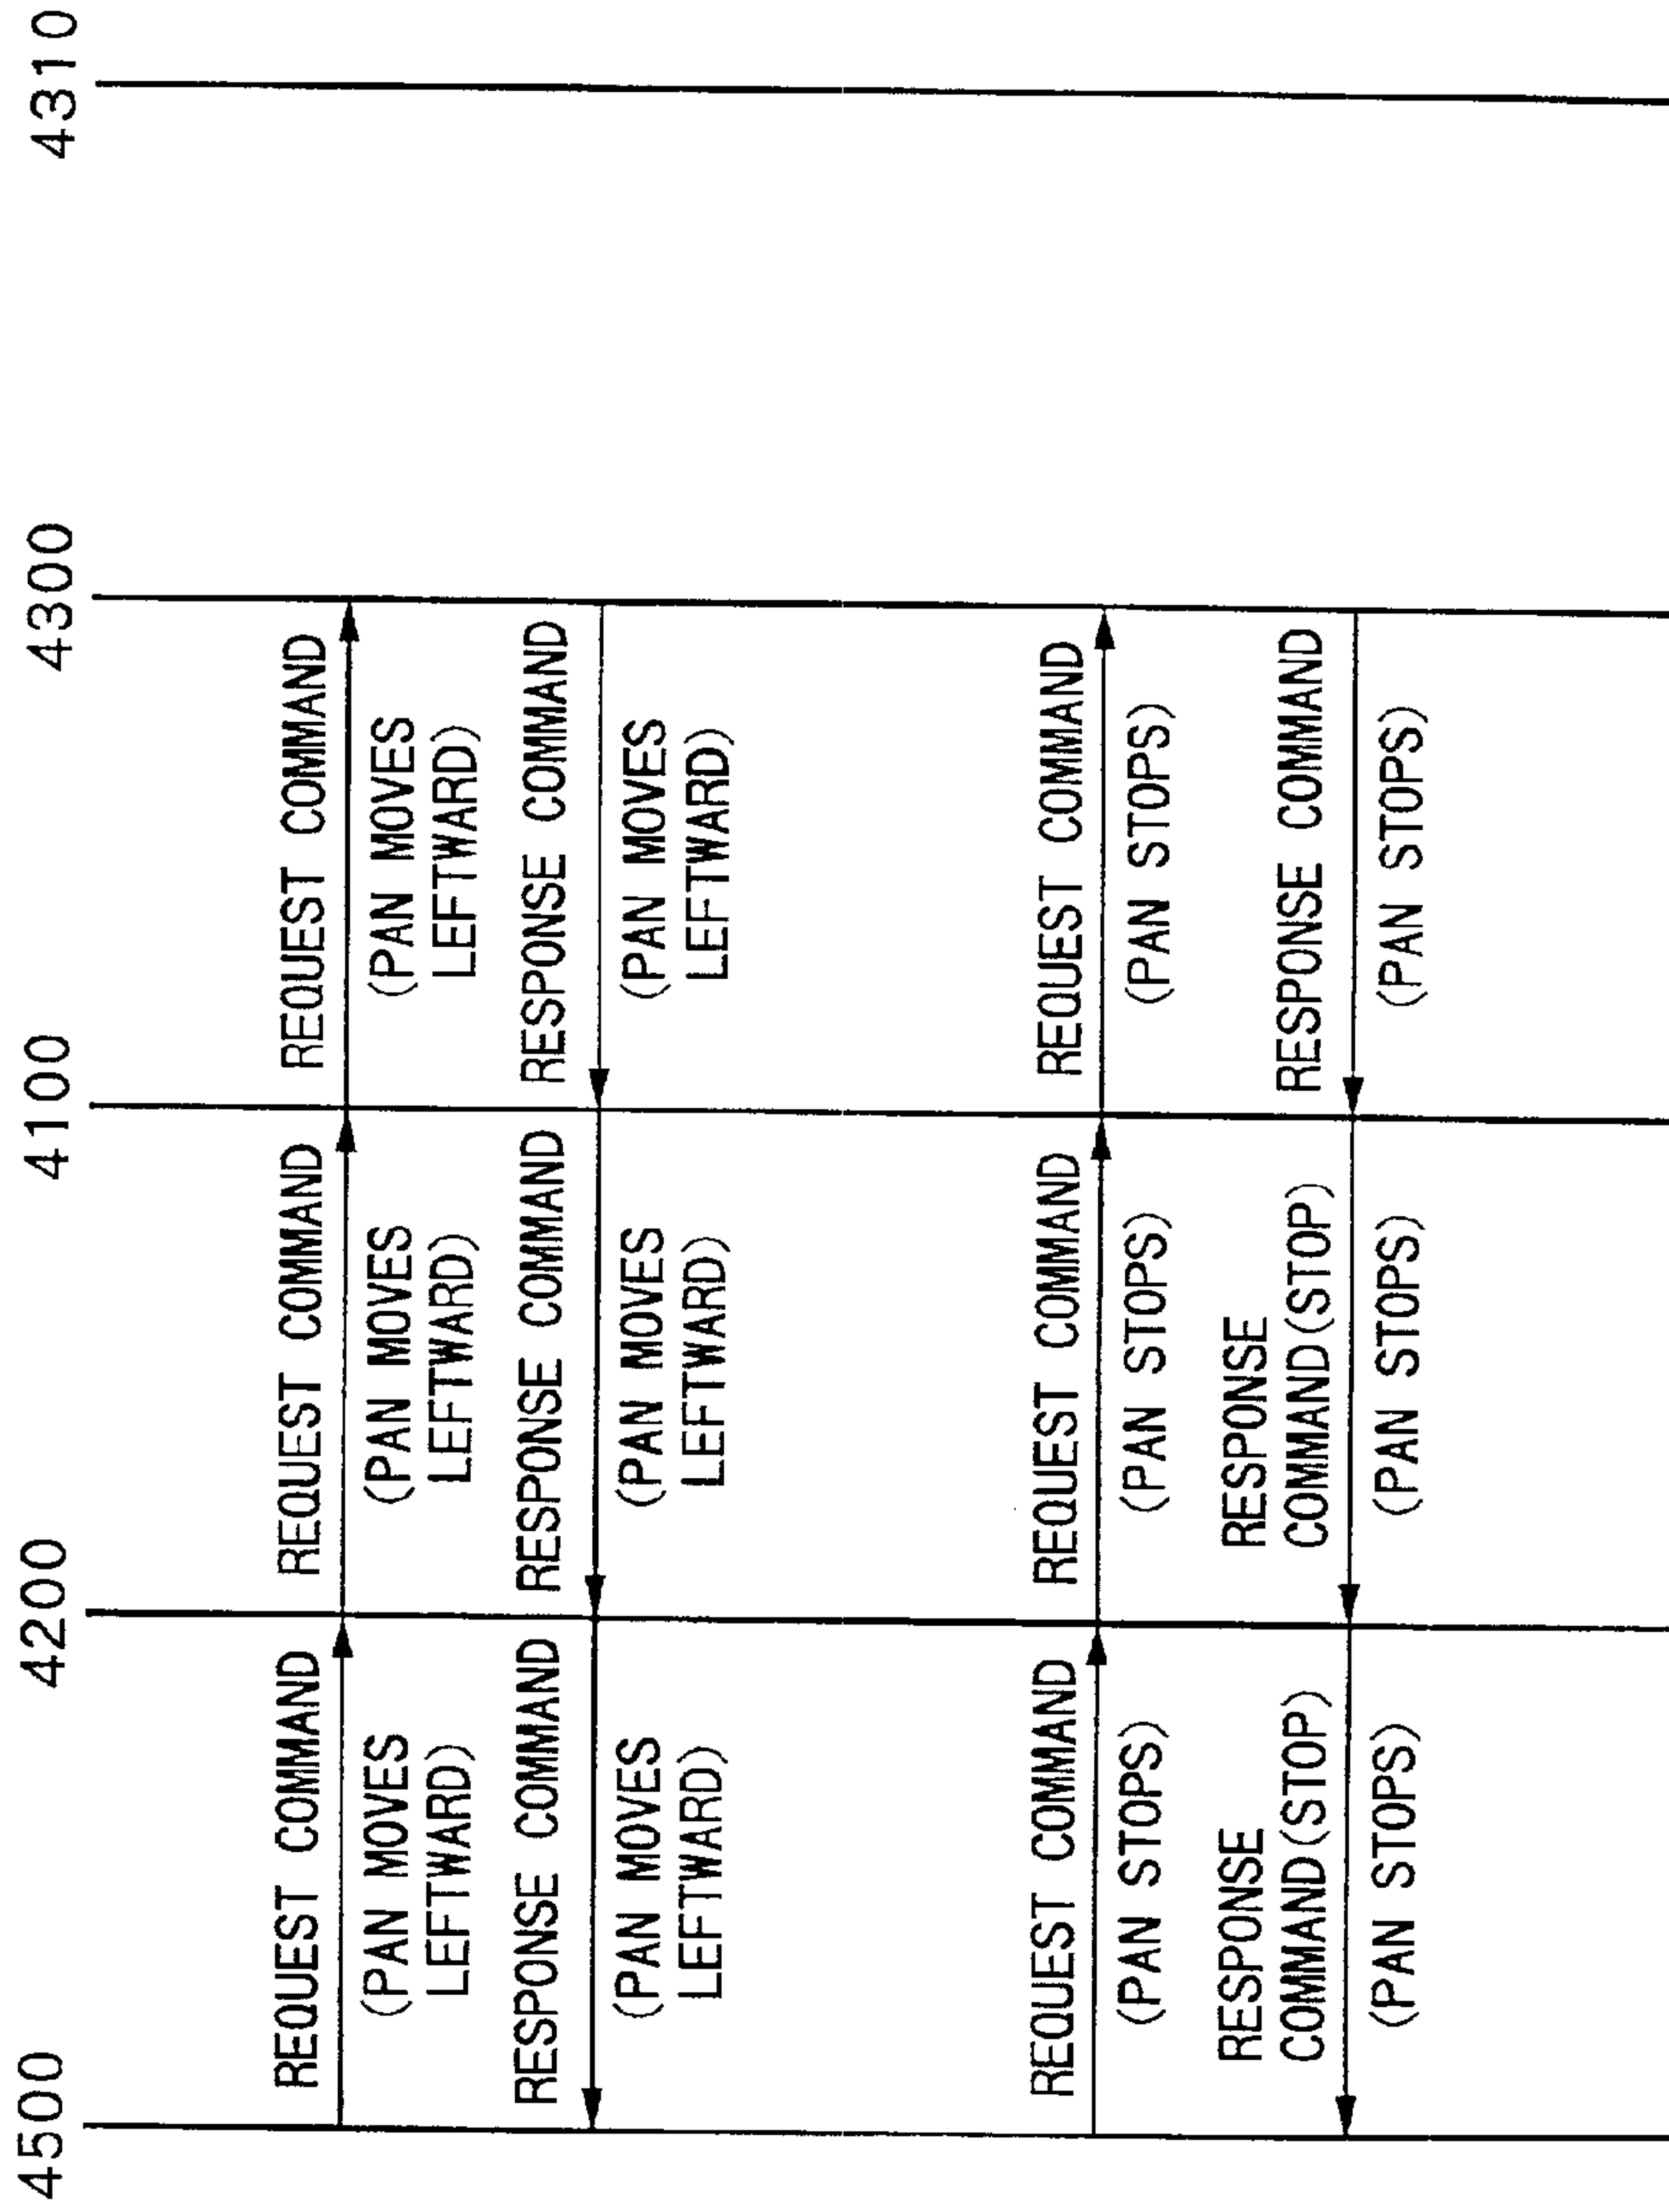 4500
4200
4100
4300
4310
REQUEST COMMAND
(PAN MOVES
LEFTWARD)
REQUEST COMMAND
(PAN MOVES
LEFTWARD)
REQUEST COMMAND
(PAN MOVES
LEFTWARD)
RESPONSE COMMAND
(PAN MOVES
LEFTWARD)
RESPONSE COMMAND
(PAN MOVES
LEFTWARD)
RESPONSE COMMAND
(PAN MOVES
LEFTWARD)
REQUEST COMMAND
(PAN STOPS)
REQUEST COMMAND
(PAN STOPS)
REQUEST COMMAND
(PAN STOPS)
RESPONSE
COMMAND(STOP)
(PAN STOPS)
RESPONSE
COMMAND(STOP)
(PAN STOPS)
RESPONSE COMMAND
(PAN STOPS)